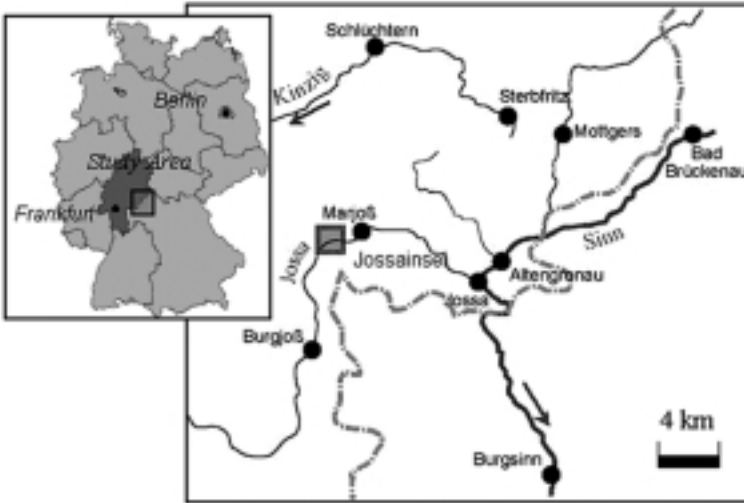 Schlüchtern
Kinzig
Berlin
Sterbfritz
Mottgers
Study Area
Bad
Brückenau
Frankfurt
Marjoß
Sinn
Jossa
Jossainsel
Altengronau
Jossa
Burgjoß
4 km
Burgsinn